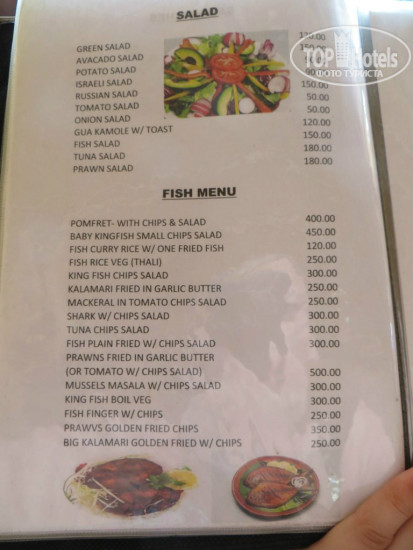 SALAD
GREEN SALAD 120.00
AVACADO SALAD 150.00
POTATO SALAD
ISRAELI SALAD
RUSSIAN SALAD 150.00
TOMATO SALAD 50.00
ONION SALAD 50.00
GUA KAMOLE W/ TOAST 120.00
FISH SALAD 150.00
TUNA SALAD 180.00
PRAWN SALAD 180.00
FISH MENU
POMFRET- WITH CHIPS & SALAD 400.00
BABY KINGFISH SMALL CHIPS SALAD 450.00
FISH CURRY RICE W/ ONE FRIED FISH 120.00
FISH RICE VEG (THALI) 250.00
KING FISH CHIPS SALAD 300.00
KALAMARI FRIED IN GARLIC BUTTER 250.00
MACKERAL IN TOMATO CHIPS SALAD 250.00
SHARK W/ CHIPS SALAD 300.00
TUNA CHIPS SALAD 300.00
FISH PLAIN FRIED W/ CHIPS SALAD 300.00
PRAWNS FRIED IN GARLIC BUTTER
(OR TOMATO W/ CHIPS SALAD) 500.00
MUSSELS MASALA W/ CHIPS SALAD 300.00
KING FISH BOIL VEG 300.00
FISH FINGER W/ CHIPS 250.00
PRAWVS GOLDEN FRIED CHIPS 350.00
BIG KALAMARI GOLDEN FRIED W/ CHIPS 250.00
TOP Hotels
ФОТО ТУРИСТА